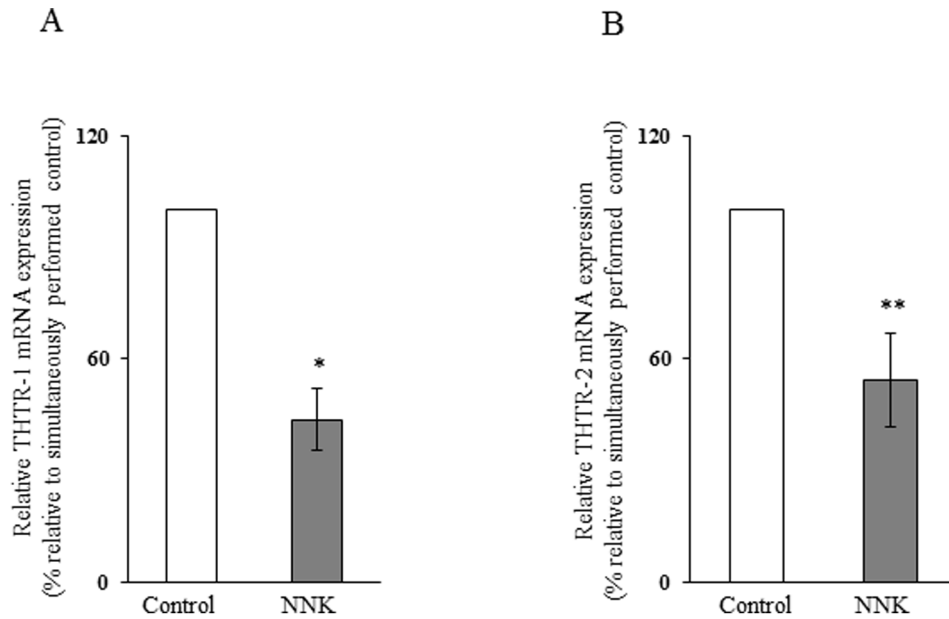 A
Relative THTR-1 mRNA expression
(% relative to simultaneously performed control)
120
60
0
*
Control NNK
B
Relative THTR-2 mRNA expression
(% relative to simultaneously performed control)
120
60
0
**
Control NNK